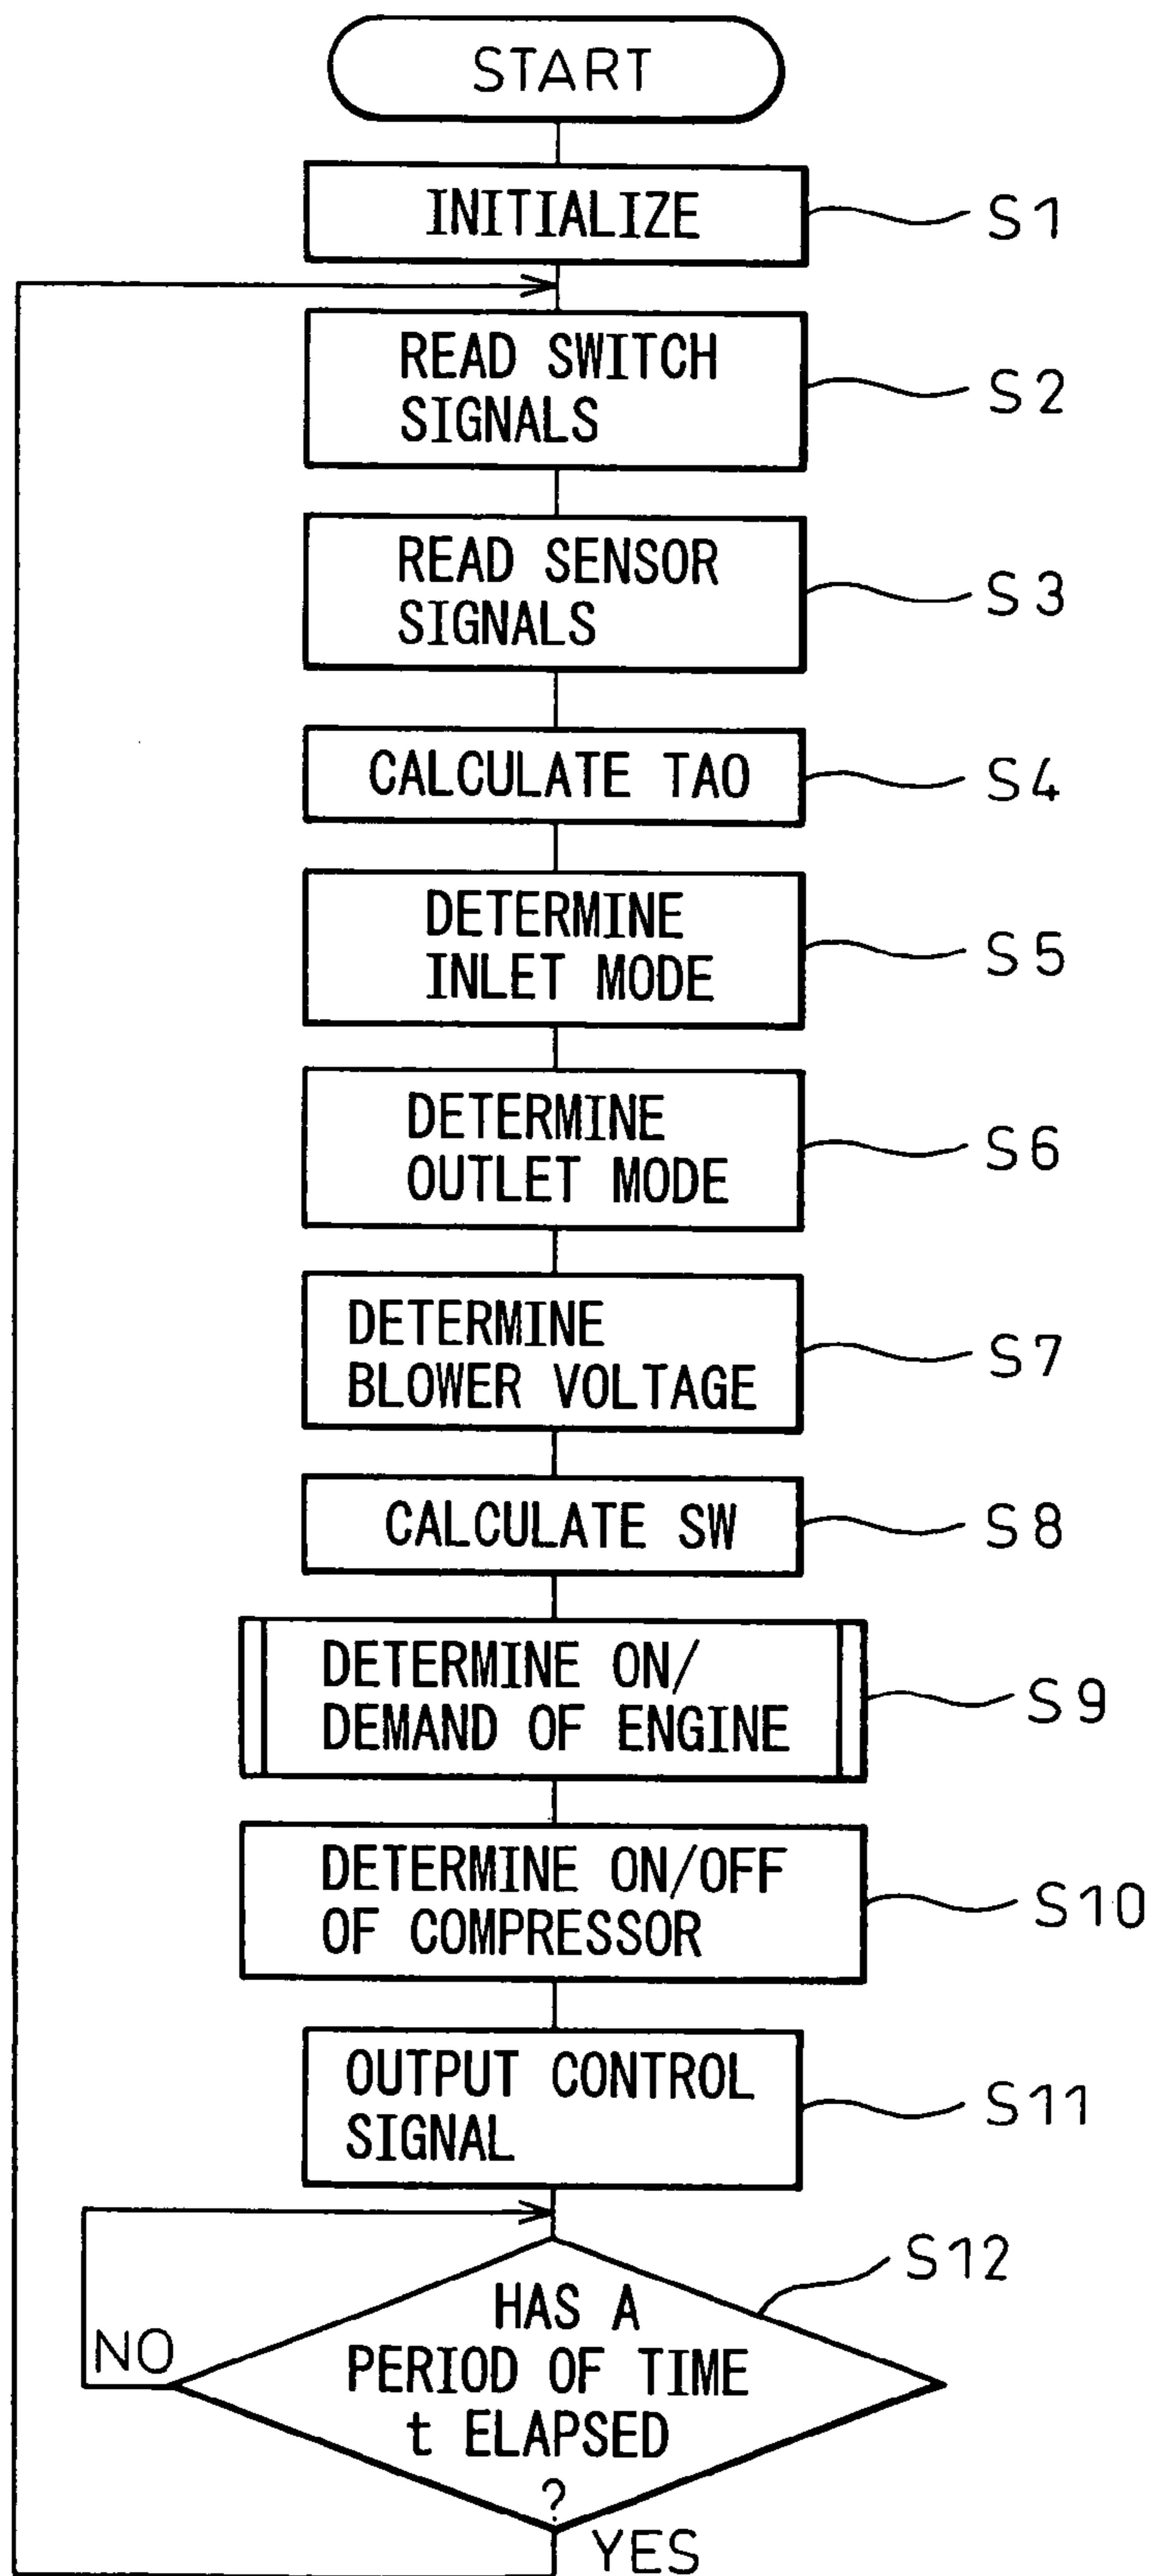 START
INITIALIZE
S1
READ SWITCH
SIGNALS
S2
READ SENSOR
SIGNALS
S3
CALCULATE TAO
S4
DETERMINE
INLET MODE
S5
DETERMINE
OUTLET MODE
S6
DETERMINE
BLOWER VOLTAGE
S7
CALCULATE SW
S8
DETERMINE ON/
DEMAND OF ENGINE
S9
DETERMINE ON/OFF
OF COMPRESSOR
S10
OUTPUT CONTROL
SIGNAL
S11
S12
HAS A
PERIOD OF TIME
t ELAPSED
?
NO
YES